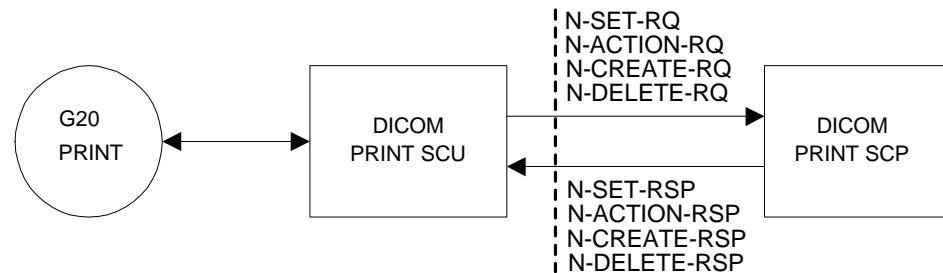 N-SET-RQ
N-ACTION-RQ
N-CREATE-RQ
N-DELETE-RQ
G20
PRINT
DICOM
PRINT SCU
DICOM
PRINT SCP
N-SET-RSP
N-ACTION-RSP
N-CREATE-RSP
N-DELETE-RSP